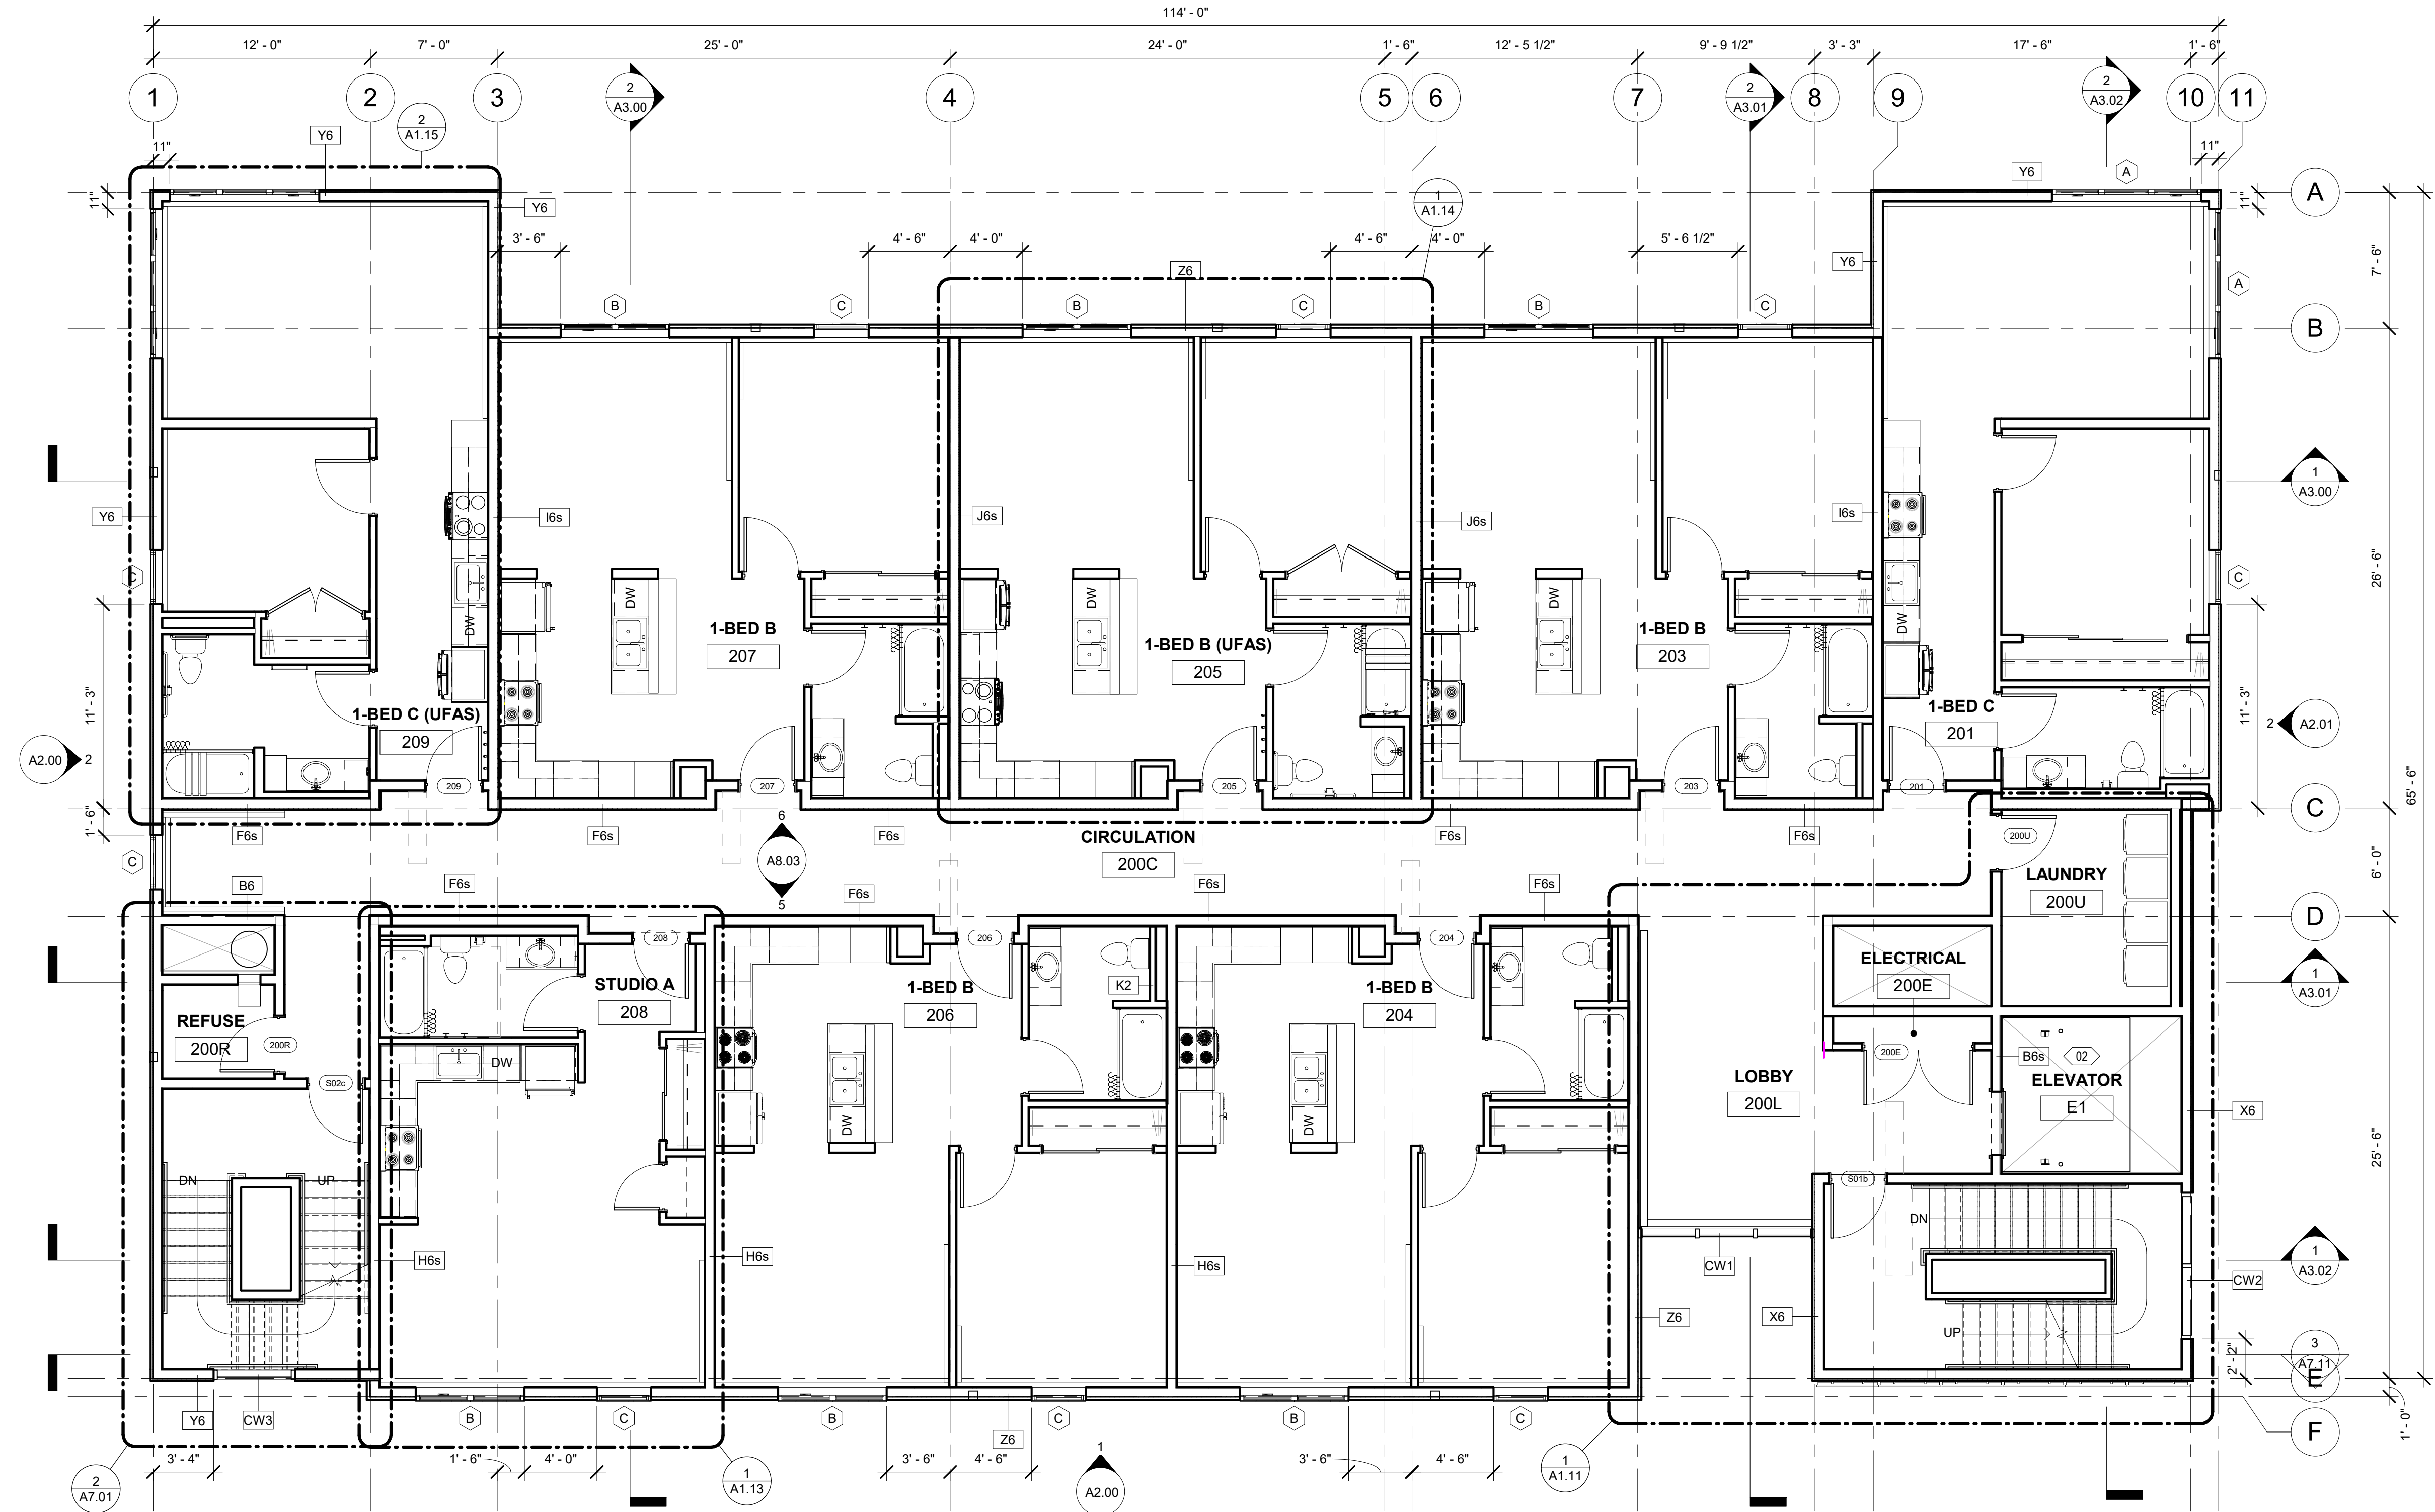 114' - 0"
12' - 0"
7' - 0"
25' - 0"
24' - 0"
1' - 6"
12' - 5 1/2"
9' - 9 1/2"
3' - 3"
17' - 6"
1' - 6"
1
2
3
2
A3.00
4
5
6
7
2
A3.01
8
9
2
A3.02
10
11
2
A1.15
Y6
11"
11"
Y6
A
11"
11"
A
Y6
3' - 6"
4' - 6"
4' - 0"
1
A1.14
4' - 6"
4' - 0"
5' - 6 1/2"
Y6
Z6
7' - 6"
A
B
C
B
C
B
C
B
Y6
I6s
J6s
J6s
I6s
1
A3.00
C
C
26' - 6"
DW
DW
DW
DW
DW
1-BED B
207
1-BED B (UFAS)
205
1-BED B
203
1-BED C (UFAS)
209
1-BED C
201
11' - 3"
11' - 3"
A2.00
2
2
A2.01
65' - 6"
209
207
205
203
201
C
1' - 6"
F6s
F6s
F6s
F6s
F6s
6
A8.03
5
CIRCULATION
200C
C
200U
LAUNDRY
200U
6' - 0"
B6
F6s
F6s
F6s
F6s
D
208
206
204
STUDIO A
208
1-BED B
206
K2
1-BED B
204
ELECTRICAL
200E
1
A3.01
REFUSE
200R
200R
S02c
DW
DW
DW
200E
B6s
02
LOBBY
200L
ELEVATOR
E1
X6
25' - 6"
DN
UP
S01b
DN
H6s
H6s
H6s
CW1
1
A3.02
CW2
Z6
X6
UP
2' - 2"
3
A7.11
E
Y6
CW3
B
C
B
C
B
C
Z6
F
1' - 0"
2
A7.01
3' - 4"
1' - 6"
4' - 0"
1
A1.13
3' - 6"
4' - 6"
1
A2.00
3' - 6"
4' - 6"
1
A1.11